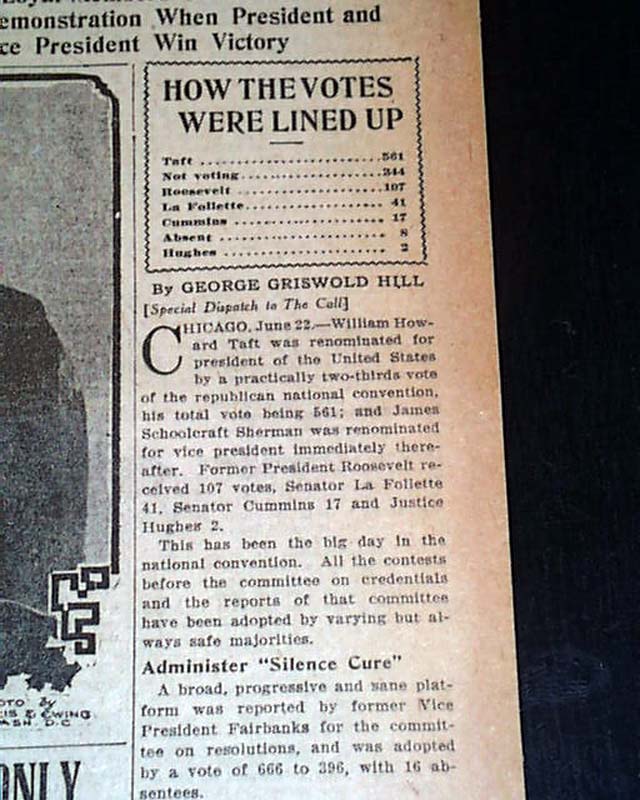 emonstration When President and
ce President Win Victory
HOW THE VOTES
WERE LINED UP
Taft ..........................561
Not voting.....................344
Roosevelt .....................107
La Follette.................... 41
Cummins ....................... 17
Absent ........................ 8
Hughes ........................ 2
By GEORGE GRISWOLD HILL
[Special Dispatch to The Call]
CHICAGO, June 22.—William How-
ard Taft was renominated for
president of the United States
by a practically two-thirds vote
of the republican national convention,
his total vote being 561; and James
Schoolcraft Sherman was renominated
for vice president immediately there-
after. Former President Roosevelt re-
ceived 107 votes, Senator La Follette
41, Senator Cummins 17 and Justice
Hughes 2.
This has been the big day in the
national convention. All the contests
before the committee on credentials
and the reports of that committee
have been adopted by varying but al-
ways safe majorities.
Administer "Silence Cure"
A broad, progressive and sane plat-
form was reported by former Vice
President Fairbanks for the commit-
tee on resolutions, and was adopted
by a vote of 666 to 396, with 16 ab-
sentees.
OTO by
IS & EWING
ASH. D.C
ONLY